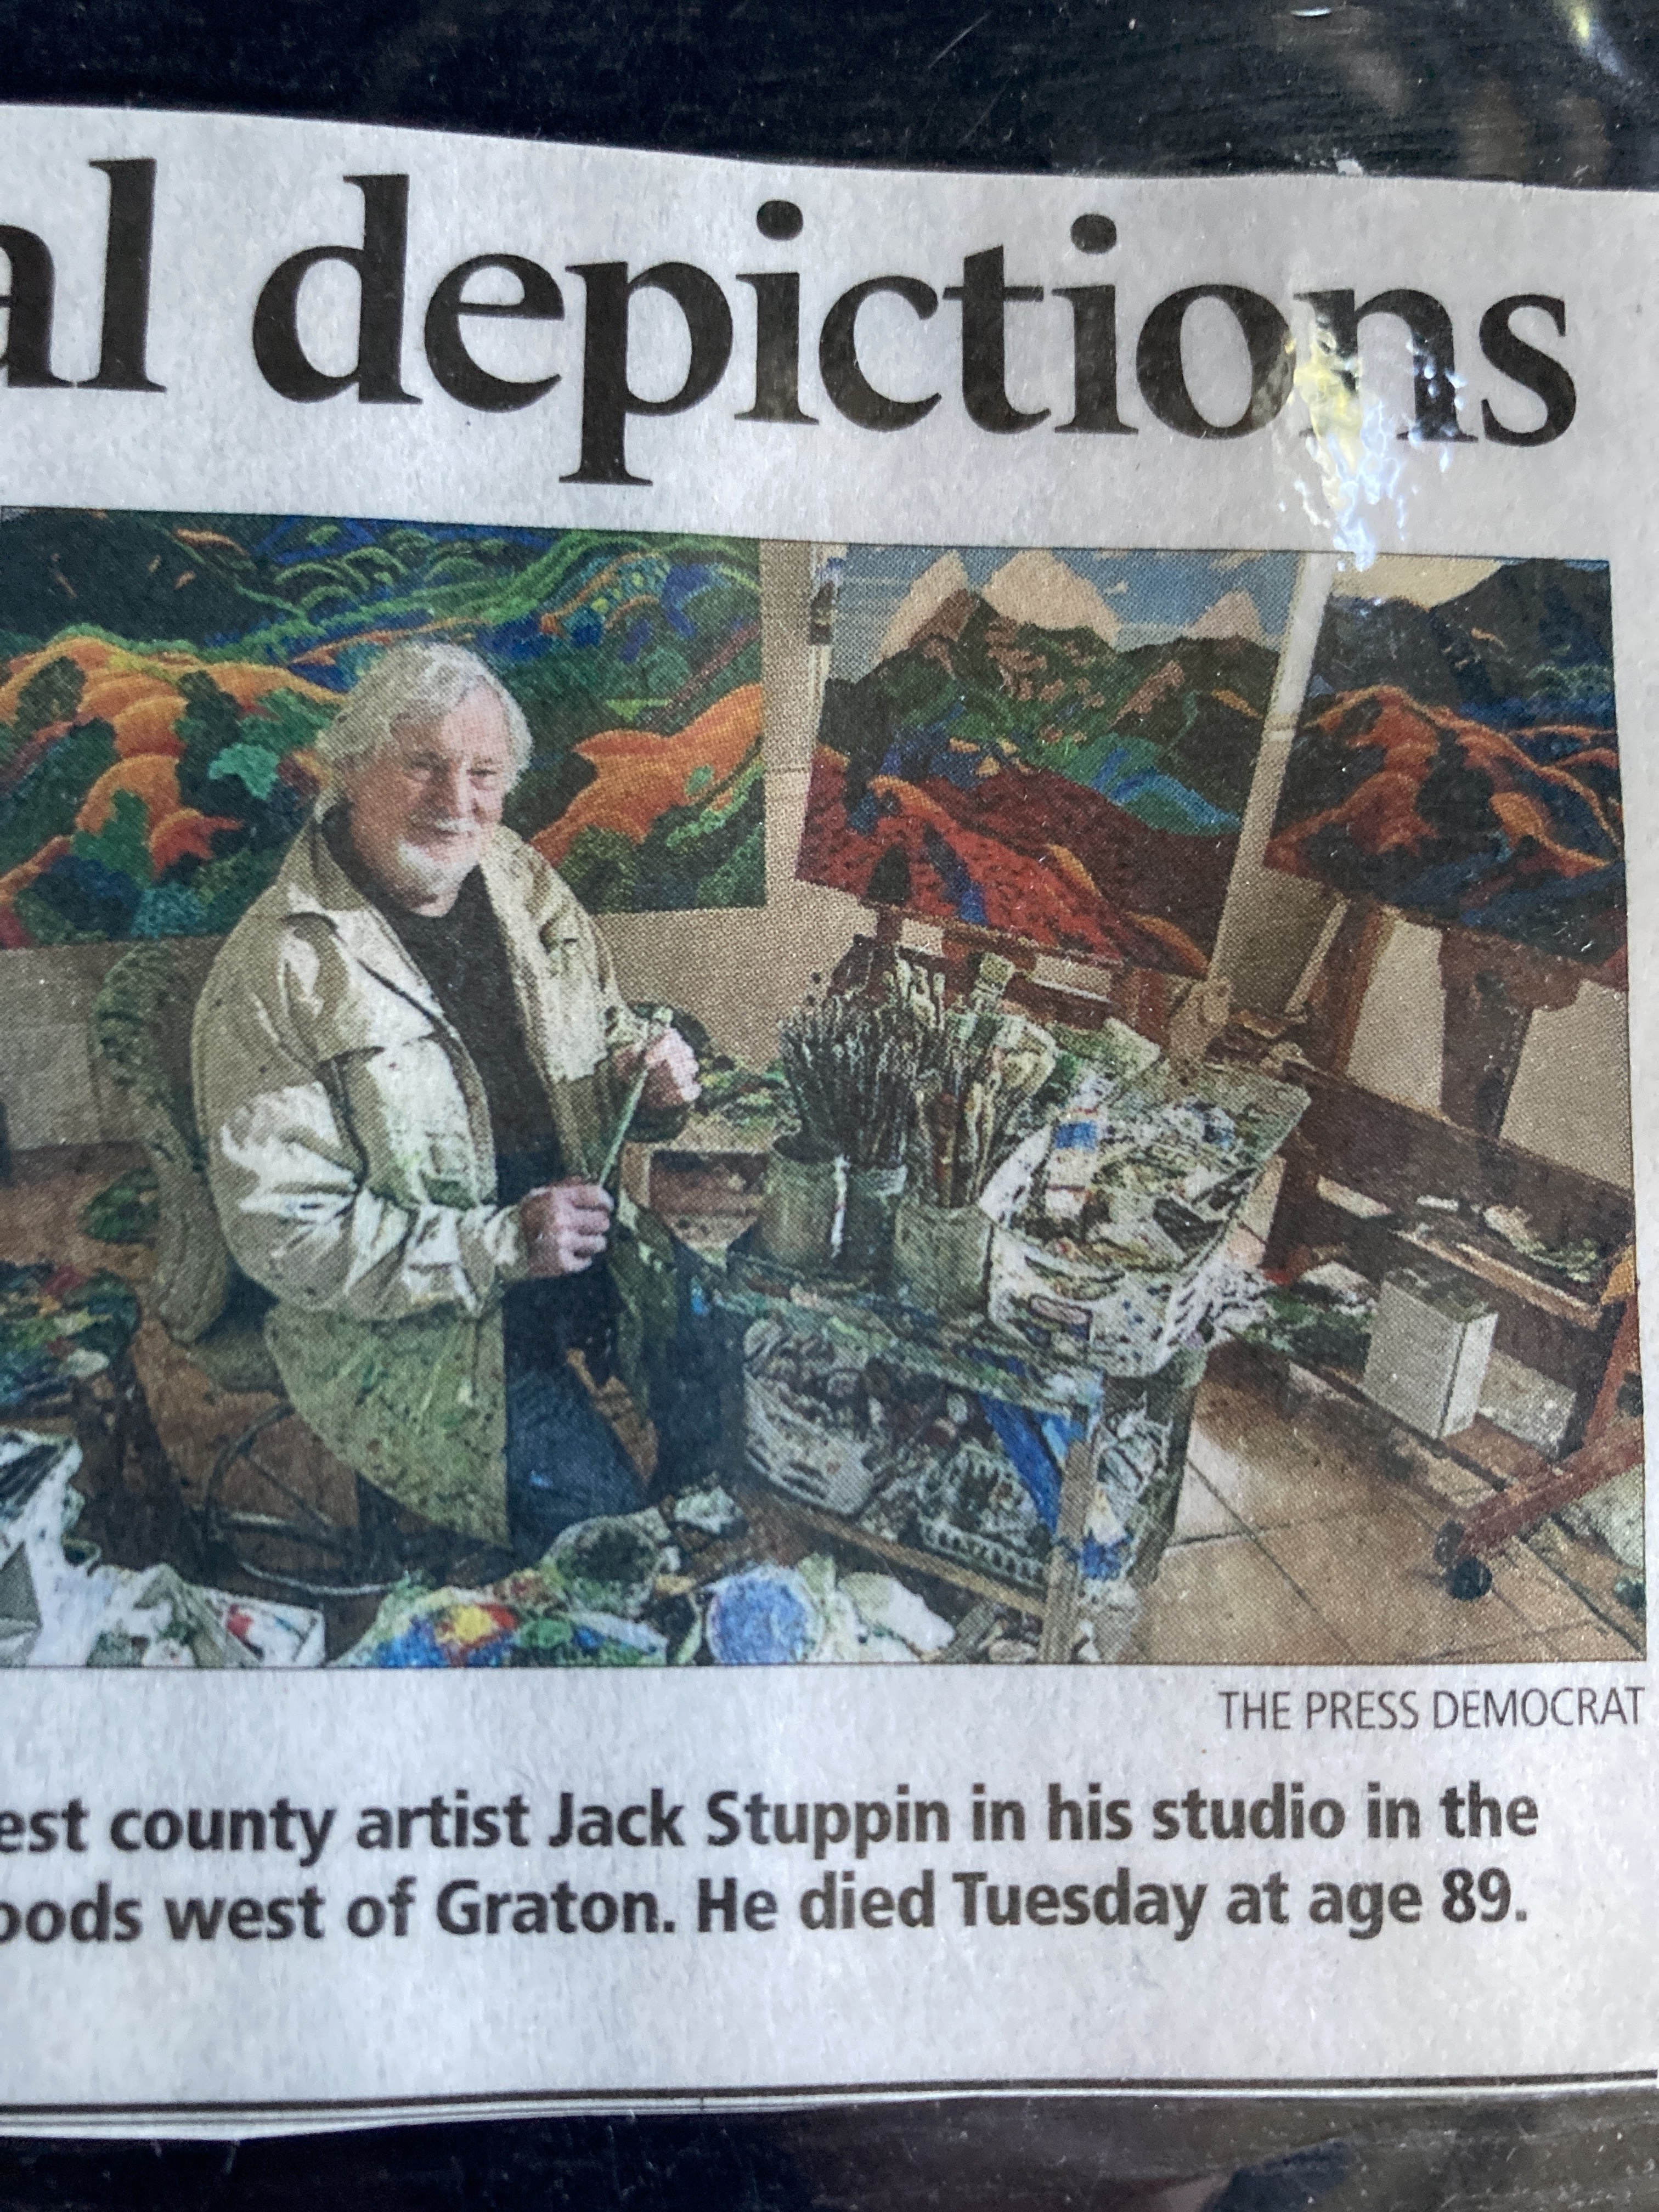 al depictions
THE PRESS DEMOCRAT
est county artist Jack Stuppin in his studio in the
oods west of Graton. He died Tuesday at age 89.